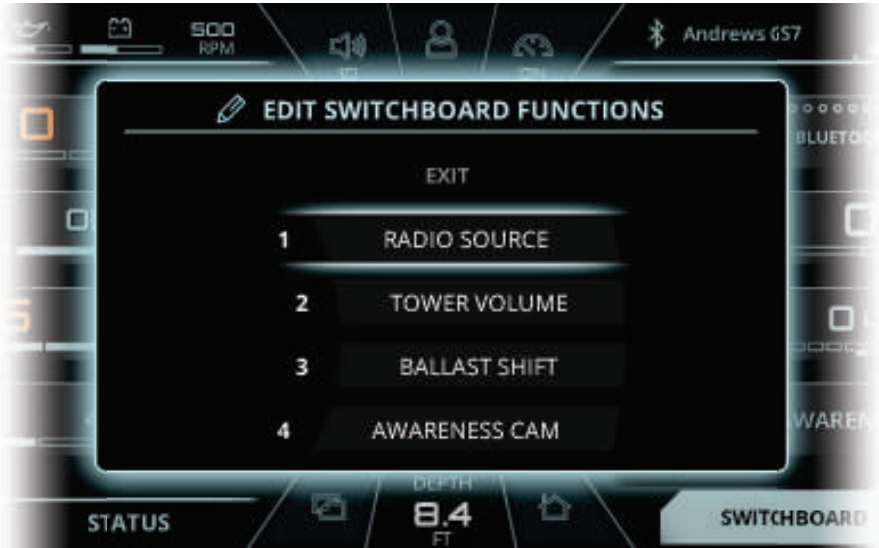 500
RPM
Andrews GS7
EDIT SWITCHBOARD FUNCTIONS
EXIT
1 RADIO SOURCE
2 TOWER VOLUME
3 BALLAST SHIFT
4 AWARENESS CAM
DEPTH
8.4
FT
STATUS
SWITCHBOARD